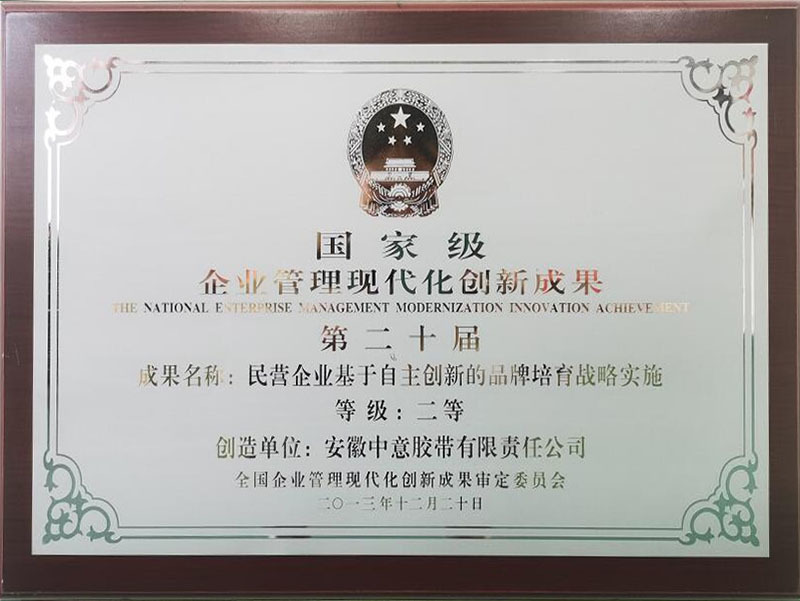 国家级
企业管理现代化创新成果
THE NATIONAL ENTERPRISE MANAGEMENT MODERNIZATION INNOVATION ACHIEVEMENT
第二十届
成果名称：民营企业基于自主创新的品牌培育战略实施
等级：二等
创造单位：安徽中意胶带有限责任公司
全国企业管理现代化创新成果审定委员会
二〇一三年十二月二十日